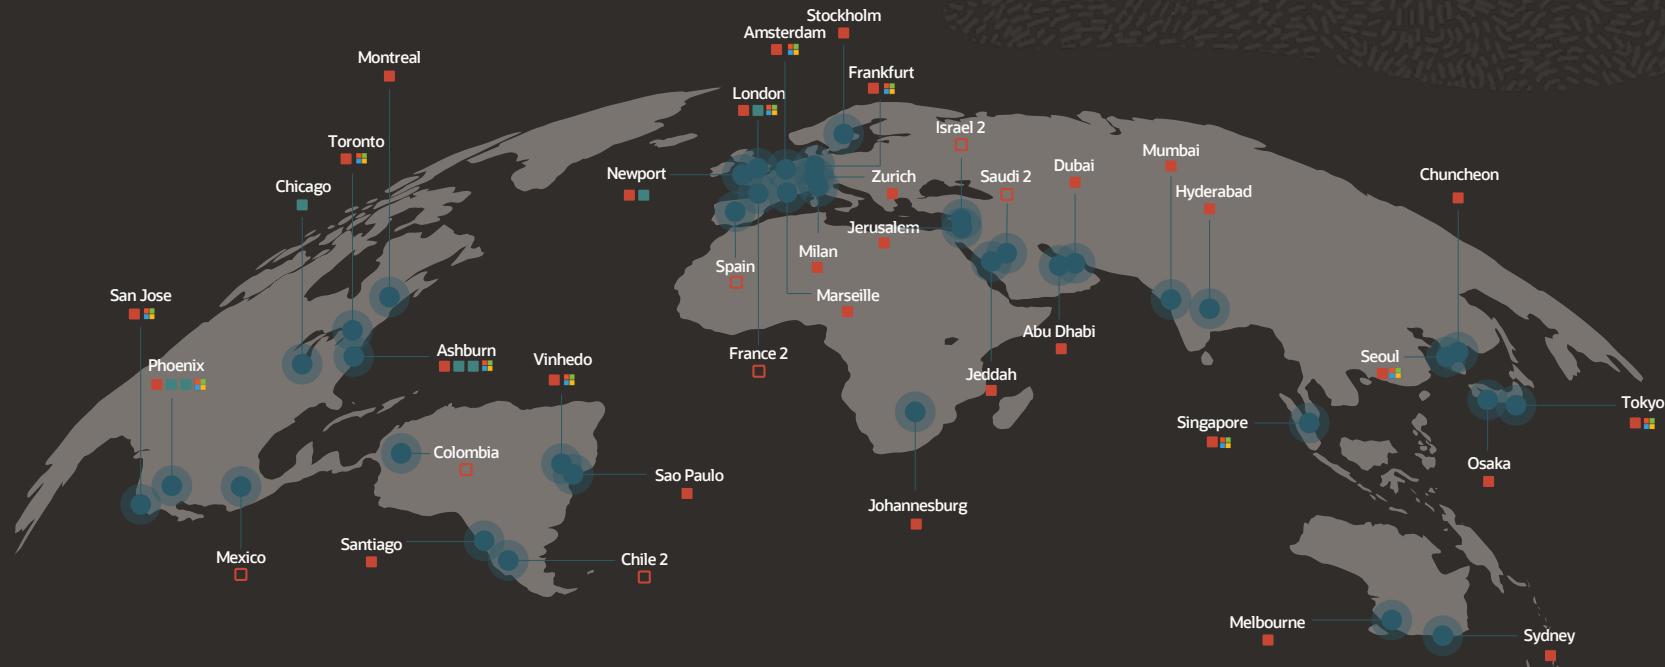 Stockholm
Amsterdam
Montreal
Frankfurt
London
Israel 2
Toronto
Mumbai
Dubai
Newport
Zurich
Saudi 2
Chuncheon
Chicago
Hyderabad
Jerusalem
Milan
Spain
San Jose
Marseille
Abu Dhabi
Ashburn
France 2
Vinhedo
Seoul
Phoenix
Jeddah
Tokyo
Singapore
Colombia
Osaka
Sao Paulo
Johannesburg
Santiago
Mexico
Chile 2
Melbourne
Sydney